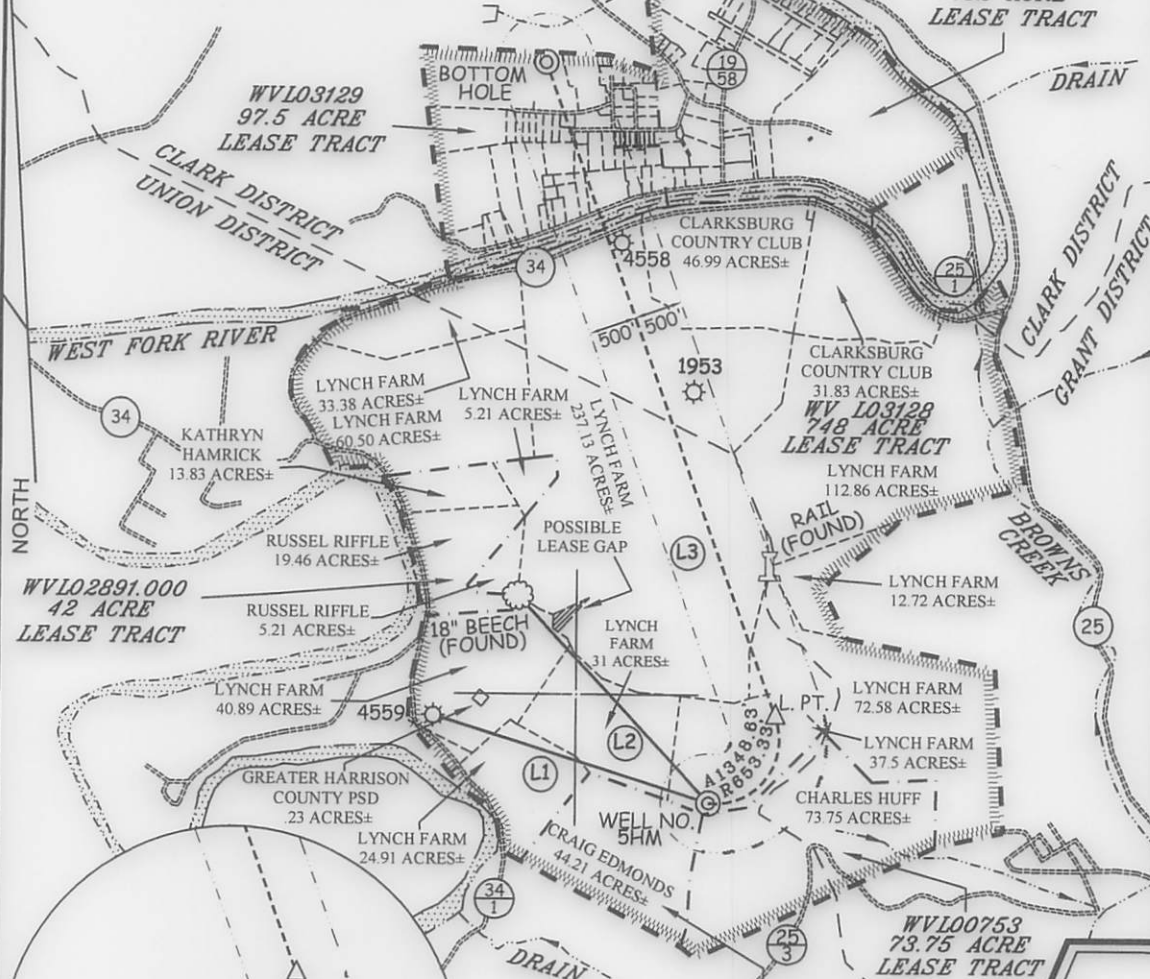 LEASE TRACT
DRAIN
19
58
BOTTOM
HOLE
WVL03129
97.5 ACRE
LEASE TRACT
CLARK DISTRICT
UNION DISTRICT
CLARKSBURG
COUNTRY CLUB
46.99 ACRES±
4558
34
25
1
CLARK DISTRICT
GRANT DISTRICT
WEST FORK RIVER
500'
500'
1953
CLARKSBURG
COUNTRY CLUB
31.83 ACRES±
WV L03128
748 ACRE
LEASE TRACT
LYNCH FARM
33.38 ACRES±
LYNCH FARM
60.50 ACRES±
LYNCH FARM
5.21 ACRES±
LYNCH FARM
237.13 ACRES±
34
KATHRYN
HAMRICK
13.83 ACRES±
LYNCH FARM
112.86 ACRES±
RAIL
(FOUND)
BROWNS
CREEK
NORTH
RUSSEL RIFFLE
19.46 ACRES±
POSSIBLE
LEASE GAP
L3
LYNCH FARM
12.72 ACRES±
WVL02891.000
42 ACRE
LEASE TRACT
RUSSEL RIFFLE
5.21 ACRES±
18" BEECH
(FOUND)
LYNCH
FARM
31 ACRES±
25
LYNCH FARM
40.89 ACRES±
4559
L. PT.
LYNCH FARM
72.58 ACRES±
LYNCH FARM
37.5 ACRES±
L2
L1
A1348.63
R653.33
GREATER HARRISON
COUNTY PSD
.23 ACRES±
WELL NO.
5HM
CHARLES HUFF
73.75 ACRES±
LYNCH FARM
24.91 ACRES±
CRAIG EDMONDS
44.21 ACRES±
34
1
25
3
WVL00753
73.75 ACRE
LEASE TRACT
DRAIN